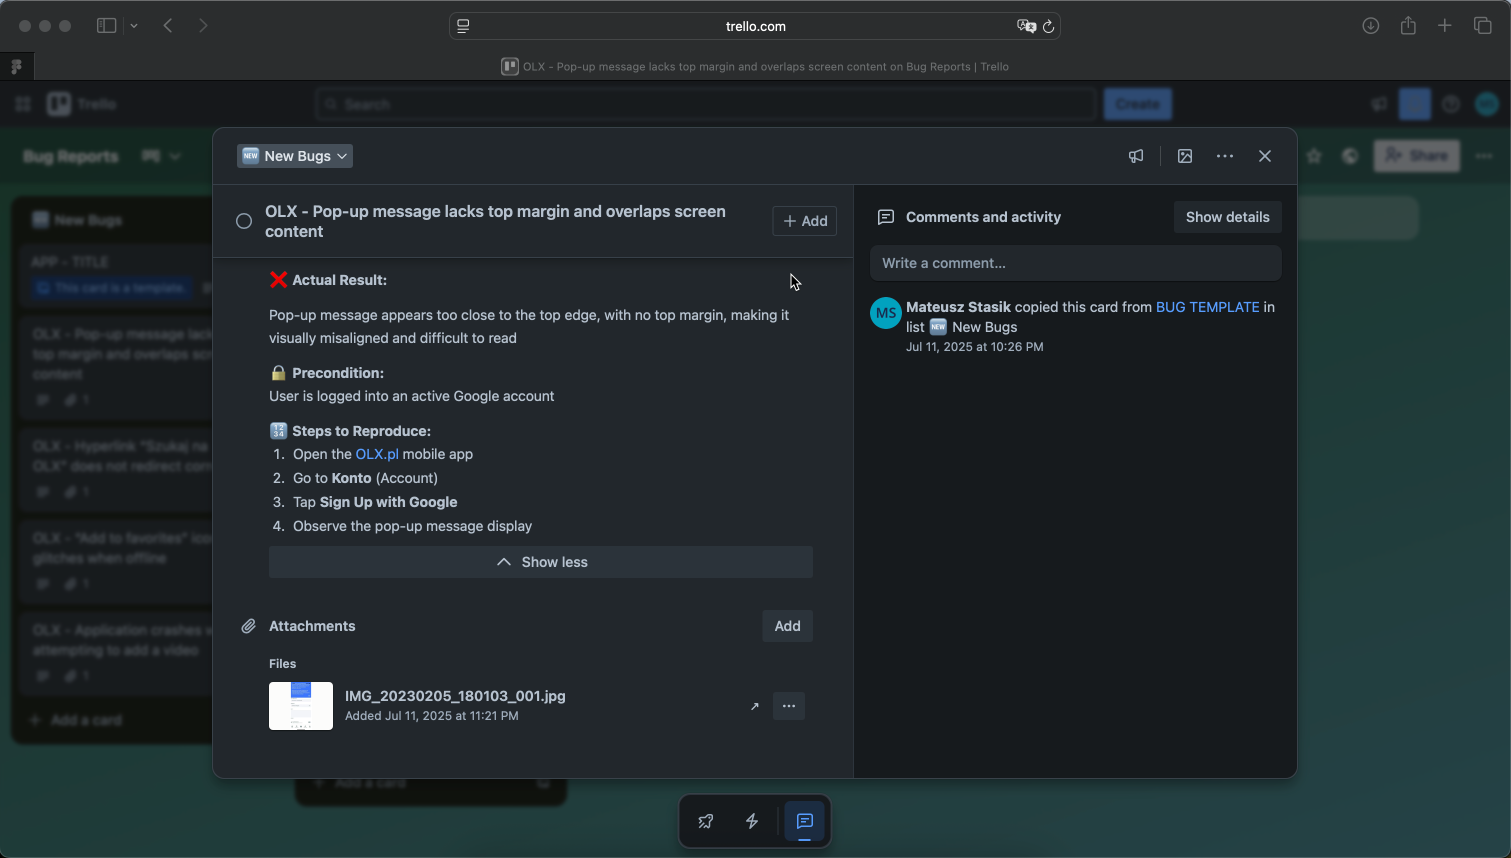 trello.com
OLX - Pop-up message lacks top margin and overlaps screen content on Bug Reports | Trello
Trello
Search
Create
Bug Reports
Share
New Bugs
APP - TITLE
This card is a template.
OLX - Pop-up message lack
top margin and overlaps scr
content
1
OLX - Hyperlink "Szukaj na
OLX" does not redirect corr
1
OLX - "Add to favorites" ico
glitches when offline
1
OLX - Application crashes w
attempting to add a video
1
+ Add a card
+ Add a card
NEW New Bugs
OLX - Pop-up message lacks top margin and overlaps screen
content
+ Add
Actual Result:
Pop-up message appears too close to the top edge, with no top margin, making it
visually misaligned and difficult to read
Precondition:
User is logged into an active Google account
Steps to Reproduce:
1. Open the OLX.pl mobile app
2. Go to Konto (Account)
3. Tap Sign Up with Google
4. Observe the pop-up message display
Show less
Attachments
Add
Files
IMG_20230205_180103_001.jpg
Added Jul 11, 2025 at 11:21 PM
Comments and activity
Show details
Write a comment...
MS
Mateusz Stasik copied this card from BUG TEMPLATE in
list NEW New Bugs
Jul 11, 2025 at 10:26 PM